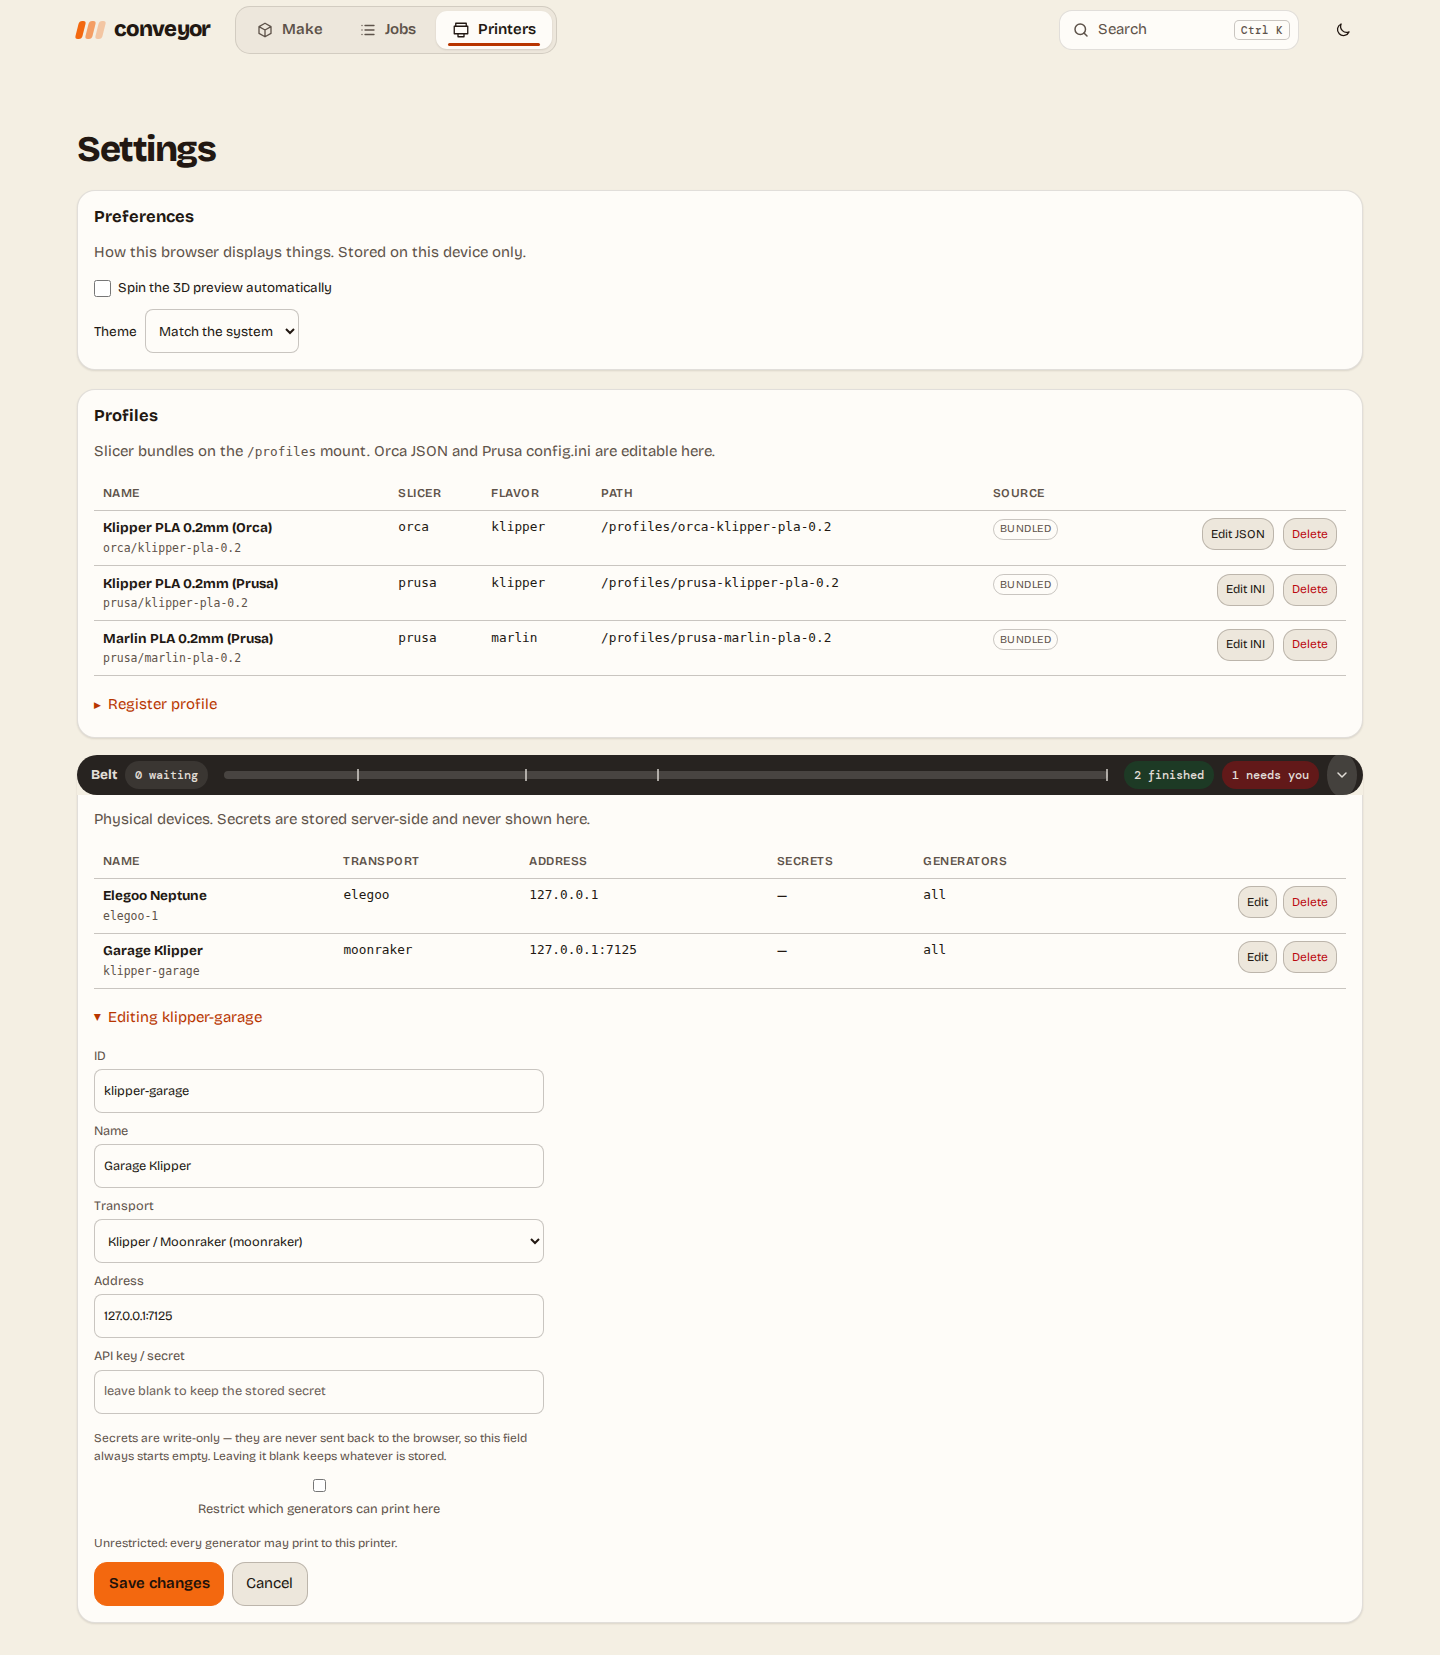 conveyor
Make
Jobs
Printers
Search
Ctrl K
Settings
Preferences
How this browser displays things. Stored on this device only.
Spin the 3D preview automatically
Theme
Match the system
Profiles
Slicer bundles on the /profiles mount. Orca JSON and Prusa config.ini are editable here.
NAME SLICER FLAVOR PATH SOURCE
Klipper PLA 0.2mm (Orca) orca klipper /profiles/orca-klipper-pla-0.2 BUNDLED Edit JSON Delete
orca/klipper-pla-0.2
Klipper PLA 0.2mm (Prusa) prusa klipper /profiles/prusa-klipper-pla-0.2 BUNDLED Edit INI Delete
prusa/klipper-pla-0.2
Marlin PLA 0.2mm (Prusa) prusa marlin /profiles/prusa-marlin-pla-0.2 BUNDLED Edit INI Delete
prusa/marlin-pla-0.2
Register profile
Belt 0 waiting 2 finished 1 needs you
Physical devices. Secrets are stored server-side and never shown here.
NAME TRANSPORT ADDRESS SECRETS GENERATORS
Elegoo Neptune elegoo 127.0.0.1 — all Edit Delete
elegoo-1
Garage Klipper moonraker 127.0.0.1:7125 — all Edit Delete
klipper-garage
Editing klipper-garage
ID
klipper-garage
Name
Garage Klipper
Transport
Klipper / Moonraker (moonraker)
Address
127.0.0.1:7125
API key / secret
leave blank to keep the stored secret
Secrets are write-only — they are never sent back to the browser, so this field
always starts empty. Leaving it blank keeps whatever is stored.
Restrict which generators can print here
Unrestricted: every generator may print to this printer.
Save changes
Cancel